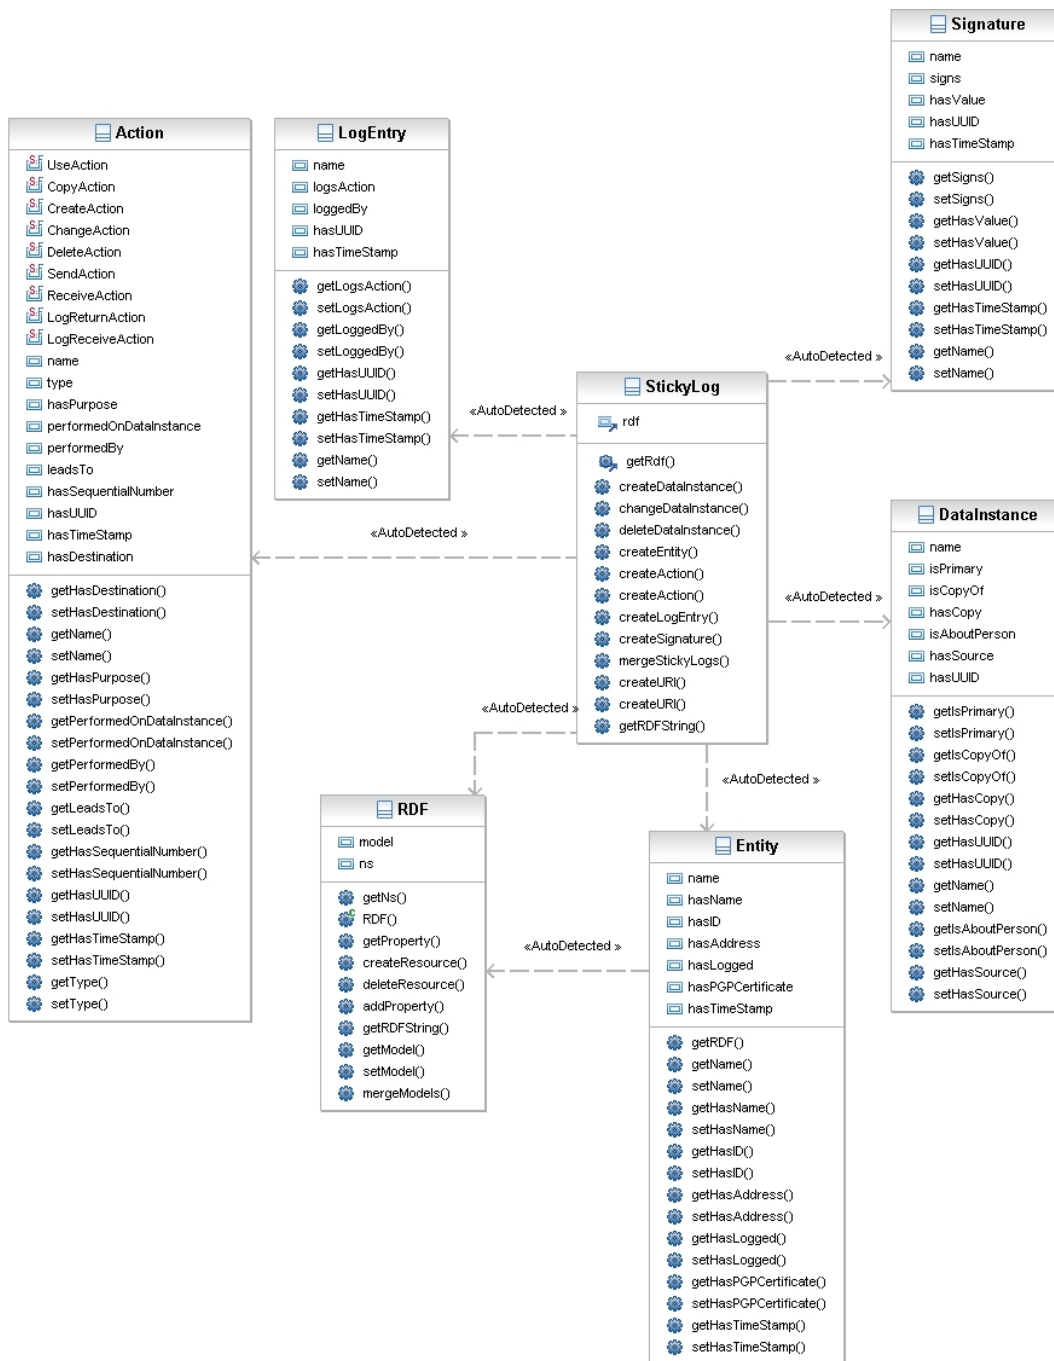 Signature
name
signs
hasValue
hasUUID
hasTimeStamp
getSigns()
setSigns()
getHasValue()
setHasValue()
getHasUUID()
setHasUUID()
getHasTimeStamp()
setHasTimeStamp()
getName()
setName()
Action
UseAction
CopyAction
CreateAction
ChangeAction
DeleteAction
SendAction
ReceiveAction
LogReturnAction
LogReceiveAction
name
type
hasPurpose
performedOnDataInstance
performedBy
leadsTo
hasSequentialNumber
hasUUID
hasTimeStamp
hasDestination
getHasDestination()
setHasDestination()
getName()
setName()
getHasPurpose()
setHasPurpose()
getPerformedOnDataInstance()
setPerformedOnDataInstance()
getPerformedBy()
setPerformedBy()
getLeadsTo()
setLeadsTo()
getHasSequentialNumber()
setHasSequentialNumber()
getHasUUID()
setHasUUID()
getHasTimeStamp()
setHasTimeStamp()
getType()
setType()
LogEntry
name
logsAction
loggedBy
hasUUID
hasTimeStamp
getLogsAction()
setLogsAction()
getLoggedBy()
setLoggedBy()
getHasUUID()
setHasUUID()
getHasTimeStamp()
setHasTimeStamp()
getName()
setName()
«AutoDetected »
StickyLog
rdf
getRdf()
createDataInstance()
changeDataInstance()
deleteDataInstance()
createEntity()
createAction()
createAction()
createLogEntry()
createSignature()
mergeStickyLogs()
createURI()
createURI()
getRDFString()
«AutoDetected »
«AutoDetected »
«AutoDetected »
«AutoDetected »
«AutoDetected »
DataInstance
name
isPrimary
isCopyOf
hasCopy
isAboutPerson
hasSource
hasUUID
getIsPrimary()
setIsPrimary()
getIsCopyOf()
setIsCopyOf()
getHasCopy()
setHasCopy()
getHasUUID()
setHasUUID()
getName()
setName()
getIsAboutPerson()
setIsAboutPerson()
getHasSource()
setHasSource()
RDF
model
ns
getNs()
RDF()
getProperty()
createResource()
deleteResource()
addProperty()
getRDFString()
getModel()
setModel()
mergeModels()
«AutoDetected »
Entity
name
hasName
hasID
hasAddress
hasLogged
hasPGPCertificate
hasTimeStamp
getRDF()
getName()
setName()
getHasName()
setHasName()
getHasID()
setHasID()
getHasAddress()
setHasAddress()
getHasLogged()
setHasLogged()
getHasPGPCertificate()
setHasPGPCertificate()
getHasTimeStamp()
setHasTimeStamp()